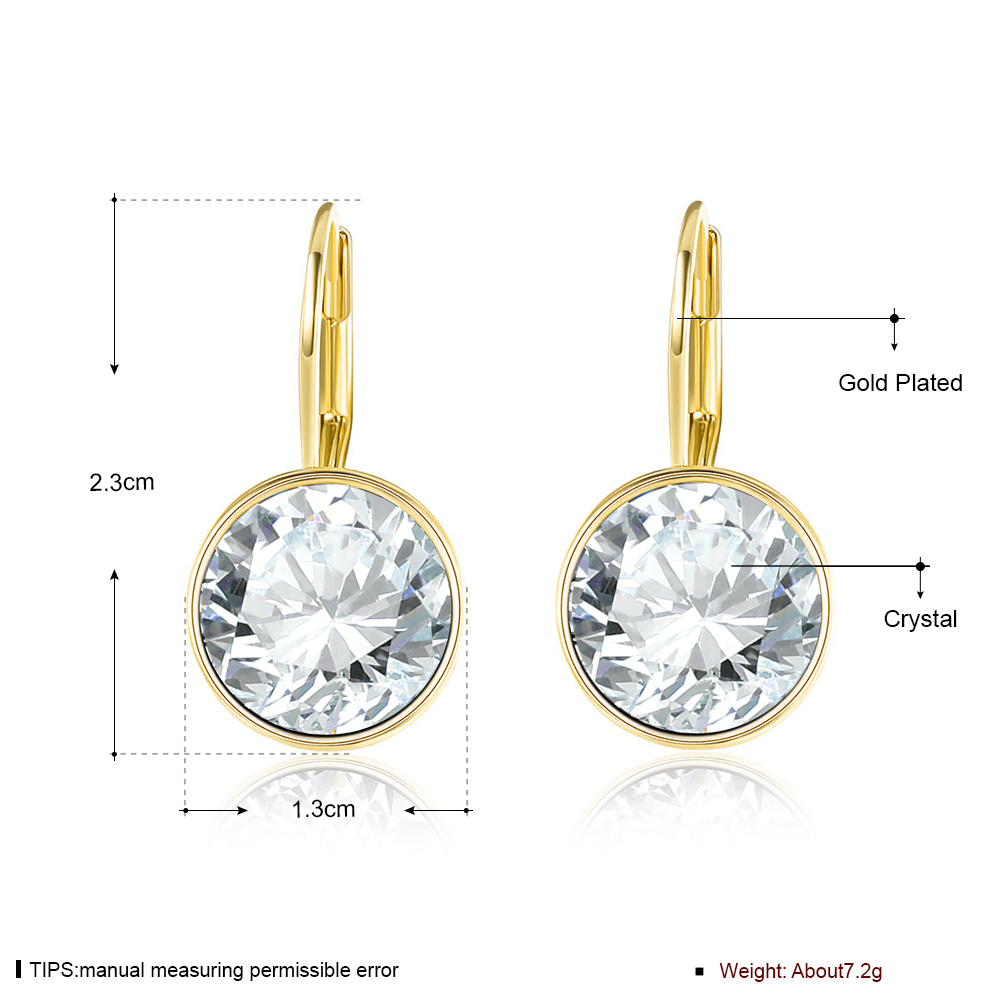 Gold Plated
2.3cm
Crystal
1.3cm
TIPS:manual measuring permissible error
Weight: About7.2g